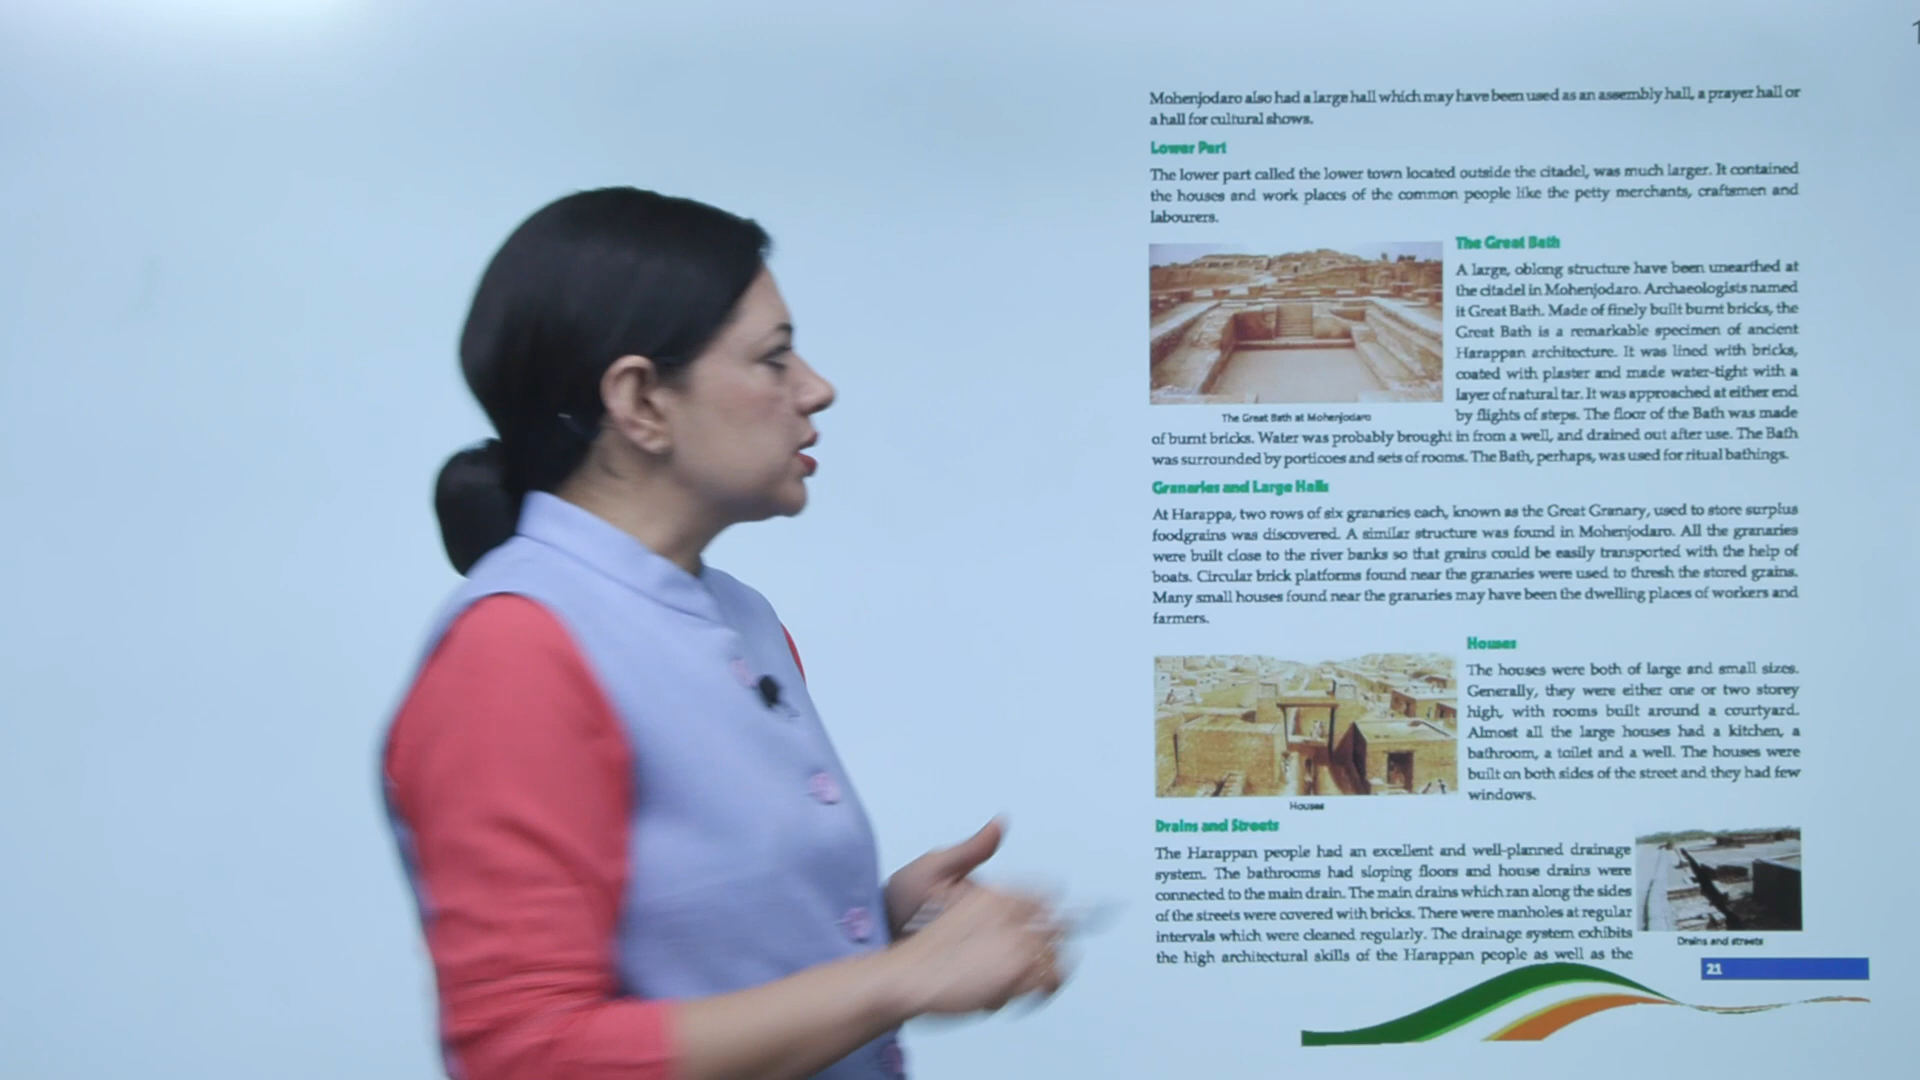 Mohenjodaro also had a large hall which may have been used as an assembly hall, a prayer hall or
a hall for cultural shows.
Lower Part
The lower part called the lower town located outside the citadel, was much larger. It contained
the houses and work places of the common people like the petty merchants, craftsmen and
labourers.
The Great Bath
A large, oblong structure have been unearthed at
the citadel in Mohenjodaro. Archaeologists named
it Great Bath. Made of finely built burnt bricks, the
Great Bath is a remarkable specimen of ancient
Harappan architecture. It was lined with bricks,
coated with plaster and made water-tight with a
layer of natural tar. It was approached at either end
by flights of steps. The floor of the Bath was made
The Great Bath at Mohenjodaro
of burnt bricks. Water was probably brought in from a well, and drained out after use. The Bath
was surrounded by porticoes and sets of rooms. The Bath, perhaps, was used for ritual bathings.
Granaries and Large Halls
At Harappa, two rows of six granaries each, known as the Great Granary, used to store surplus
foodgrains was discovered. A similar structure was found in Mohenjodaro. All the granaries
were built close to the river banks so that grains could be easily transported with the help of
boats. Circular brick platforms found near the granaries were used to thresh the stored grains.
Many small houses found near the granaries may have been the dwelling places of workers and
farmers.
Houses
The houses were both of large and small sizes.
Generally, they were either one or two storey
high, with rooms built around a courtyard.
Almost all the large houses had a kitchen, a
bathroom, a toilet and a well. The houses were
built on both sides of the street and they had few
windows.
Houses
Drains and Streets
The Harappan people had an excellent and well-planned drainage
system. The bathrooms had sloping floors and house drains were
connected to the main drain. The main drains which ran along the sides
of the streets were covered with bricks. There were manholes at regular
intervals which were cleaned regularly. The drainage system exhibits
the high architectural skills of the Harappan people as well as the
Drains and streets
21